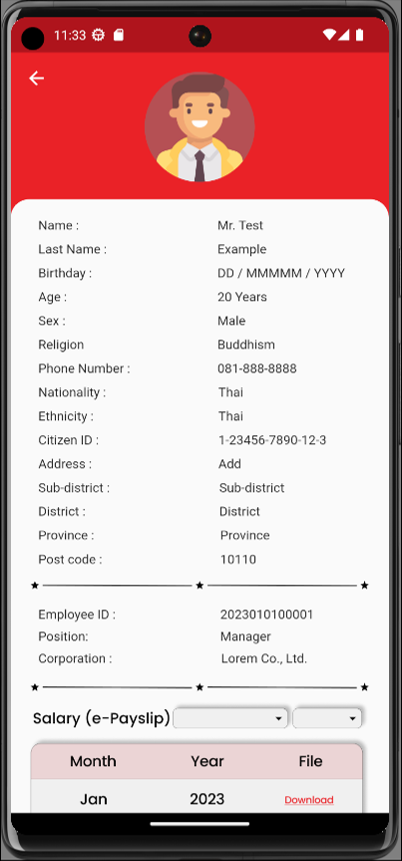 11:33
Name : Mr. Test
Last Name : Example
Birthday : DD / MMMMM / YYYY
Age : 20 Years
Sex : Male
Religion Buddhism
Phone Number : 081-888-8888
Nationality : Thai
Ethnicity : Thai
Citizen ID : 1-23456-7890-12-3
Address : Add
Sub-district : Sub-district
District : District
Province : Province
Post code : 10110
Employee ID : 2023010100001
Position: Manager
Corporation : Lorem Co., Ltd.
Salary (e-Payslip)
Month Year File
Jan 2023 Download